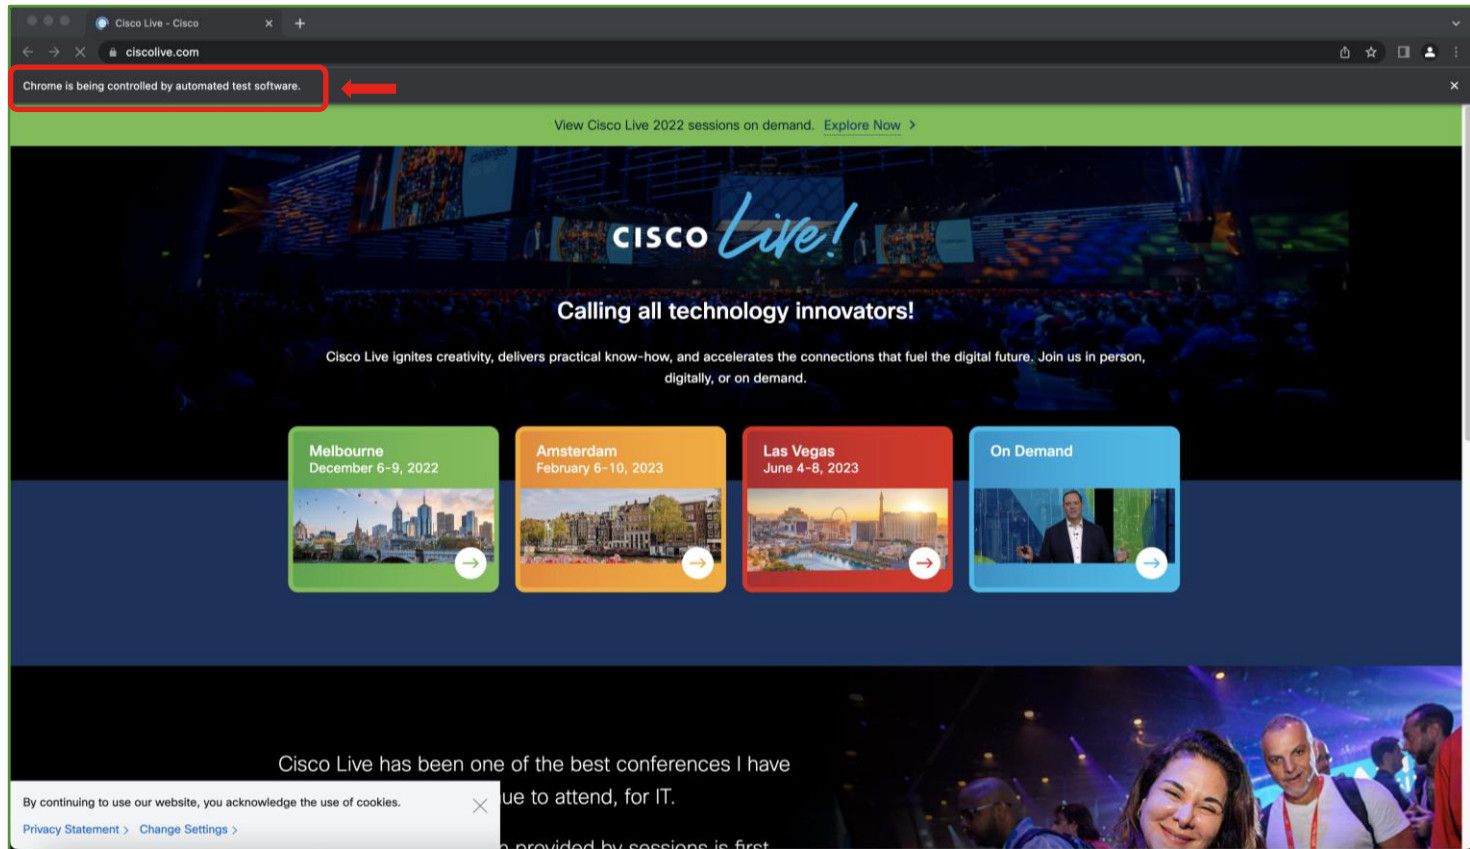 Cisco Live - Cisco
ciscolive.com
Chrome is being controlled by automated test software.
View Cisco Live 2022 sessions on demand. Explore Now >
CISCO Live!
Calling all technology innovators!
Cisco Live ignites creativity, delivers practical know-how, and accelerates the connections that fuel the digital future. Join us in person,
digitally, or on demand.
Melbourne
December 6-9, 2022
Amsterdam
February 6-10, 2023
Las Vegas
June 4-8, 2023
On Demand
Cisco Live has been one of the best conferences I have
ue to attend, for IT.
provided by sessions is first
By continuing to use our website, you acknowledge the use of cookies.
Privacy Statement > Change Settings >